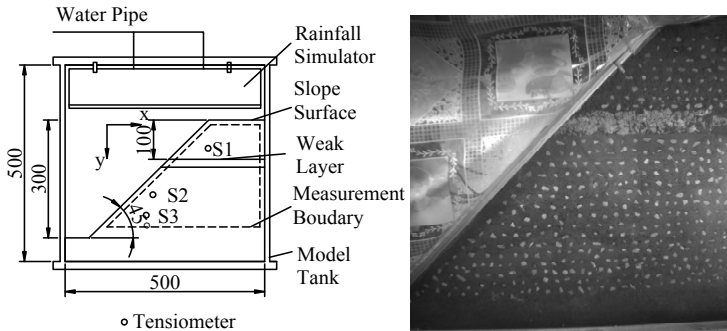 Water Pipe
Rainfall
Simulator
x
Slope
Surface
y
100
S1
Weak
Layer
500
300
S2
Measurement
Boudary
45°
S3
Model
Tank
500
Tensiometer